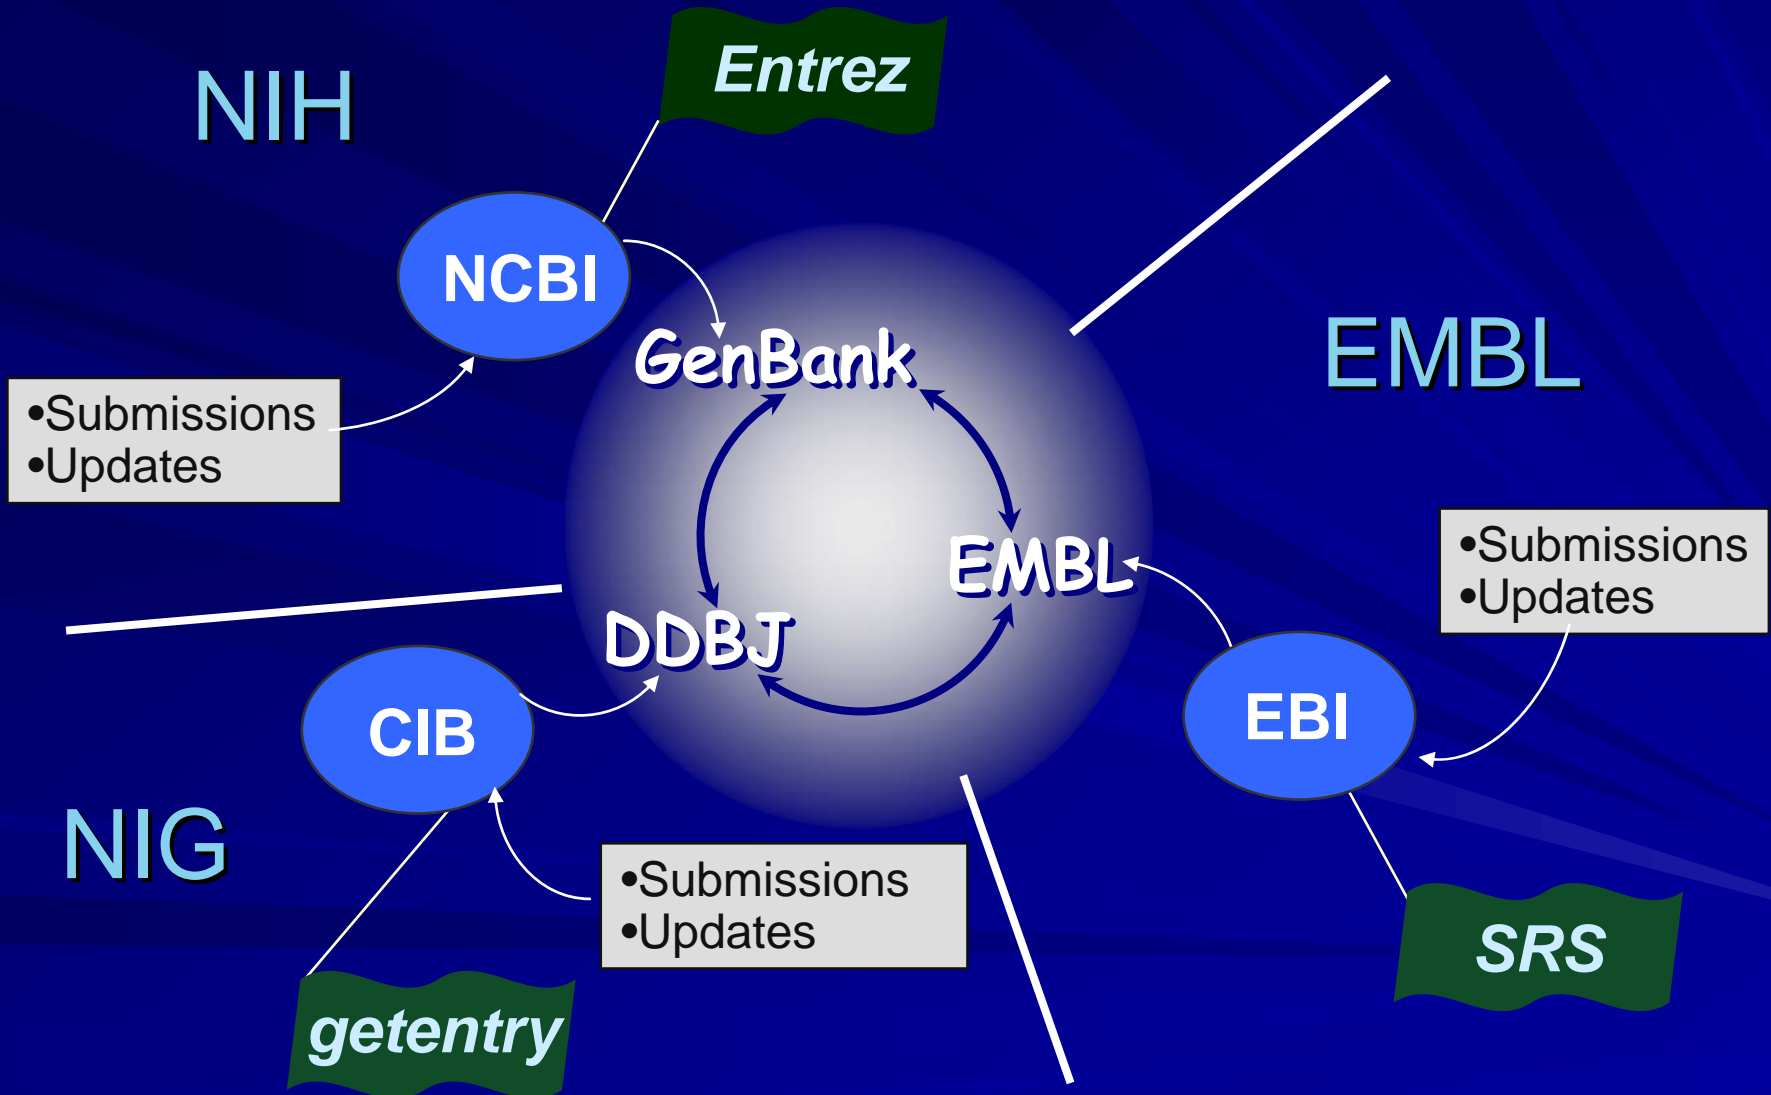 Entrez
NIH
NCBI
GenBank
EMBL
•Submissions
•Updates
•Submissions
•Updates
EMBL
DDBJ
CIB
EBI
NIG
•Submissions
•Updates
SRS
getentry